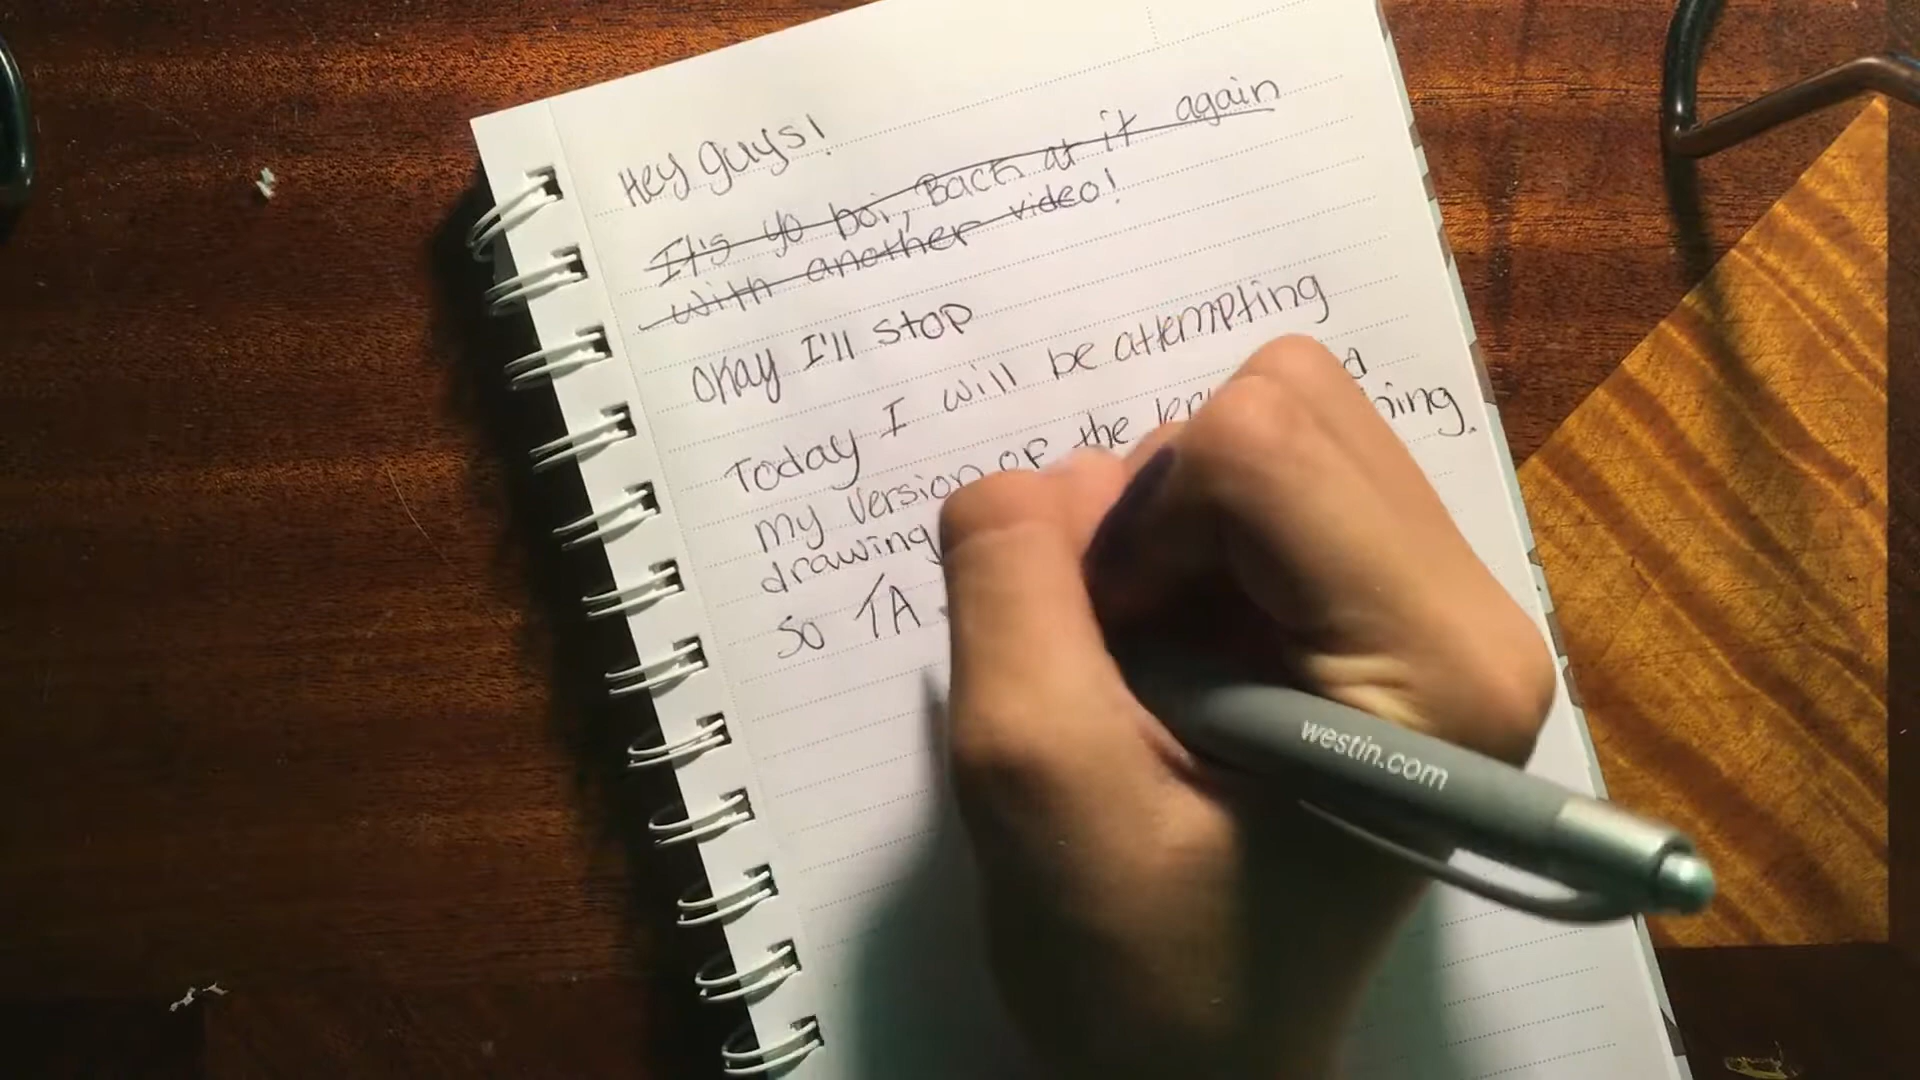 Hey guys!
It's yo boi, Back at it again
with another video!
Okay I'll stop
Today I will be attempting
my version of the
drawing
So TA
westin.com